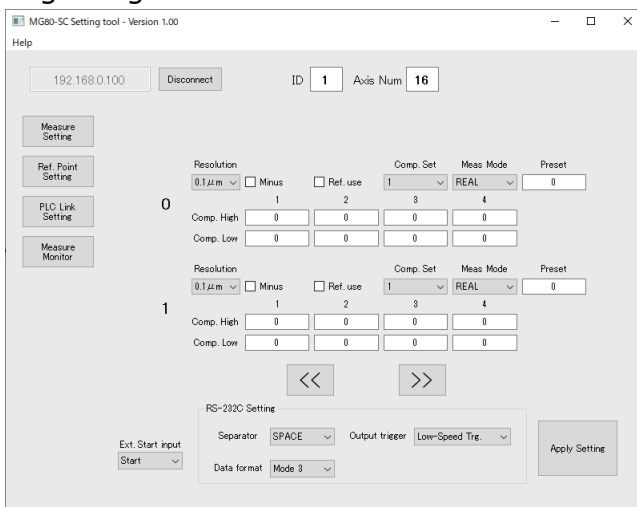 MG80-SC Setting tool - Version 1.00
Help
192.168.0.100 Disconnect ID 1 Axis Num 16
Measure Setting
Ref. Point Setting
PLC Link Setting
Measure Monitor
0
Resolution Comp. Set Meas Mode Preset
0.1μm Minus Ref. use 1 REAL 0
1 2 3 4
Comp. High 0 0 0 0
Comp. Low 0 0 0 0
1
Resolution Comp. Set Meas Mode Preset
0.1μm Minus Ref. use 1 REAL 0
1 2 3 4
Comp. High 0 0 0 0
Comp. Low 0 0 0 0
<< >>
Ext. Start input
Start
RS-232C Setting
Separator SPACE Output trigger Low-Speed Trg.
Data format Mode 3
Apply Setting